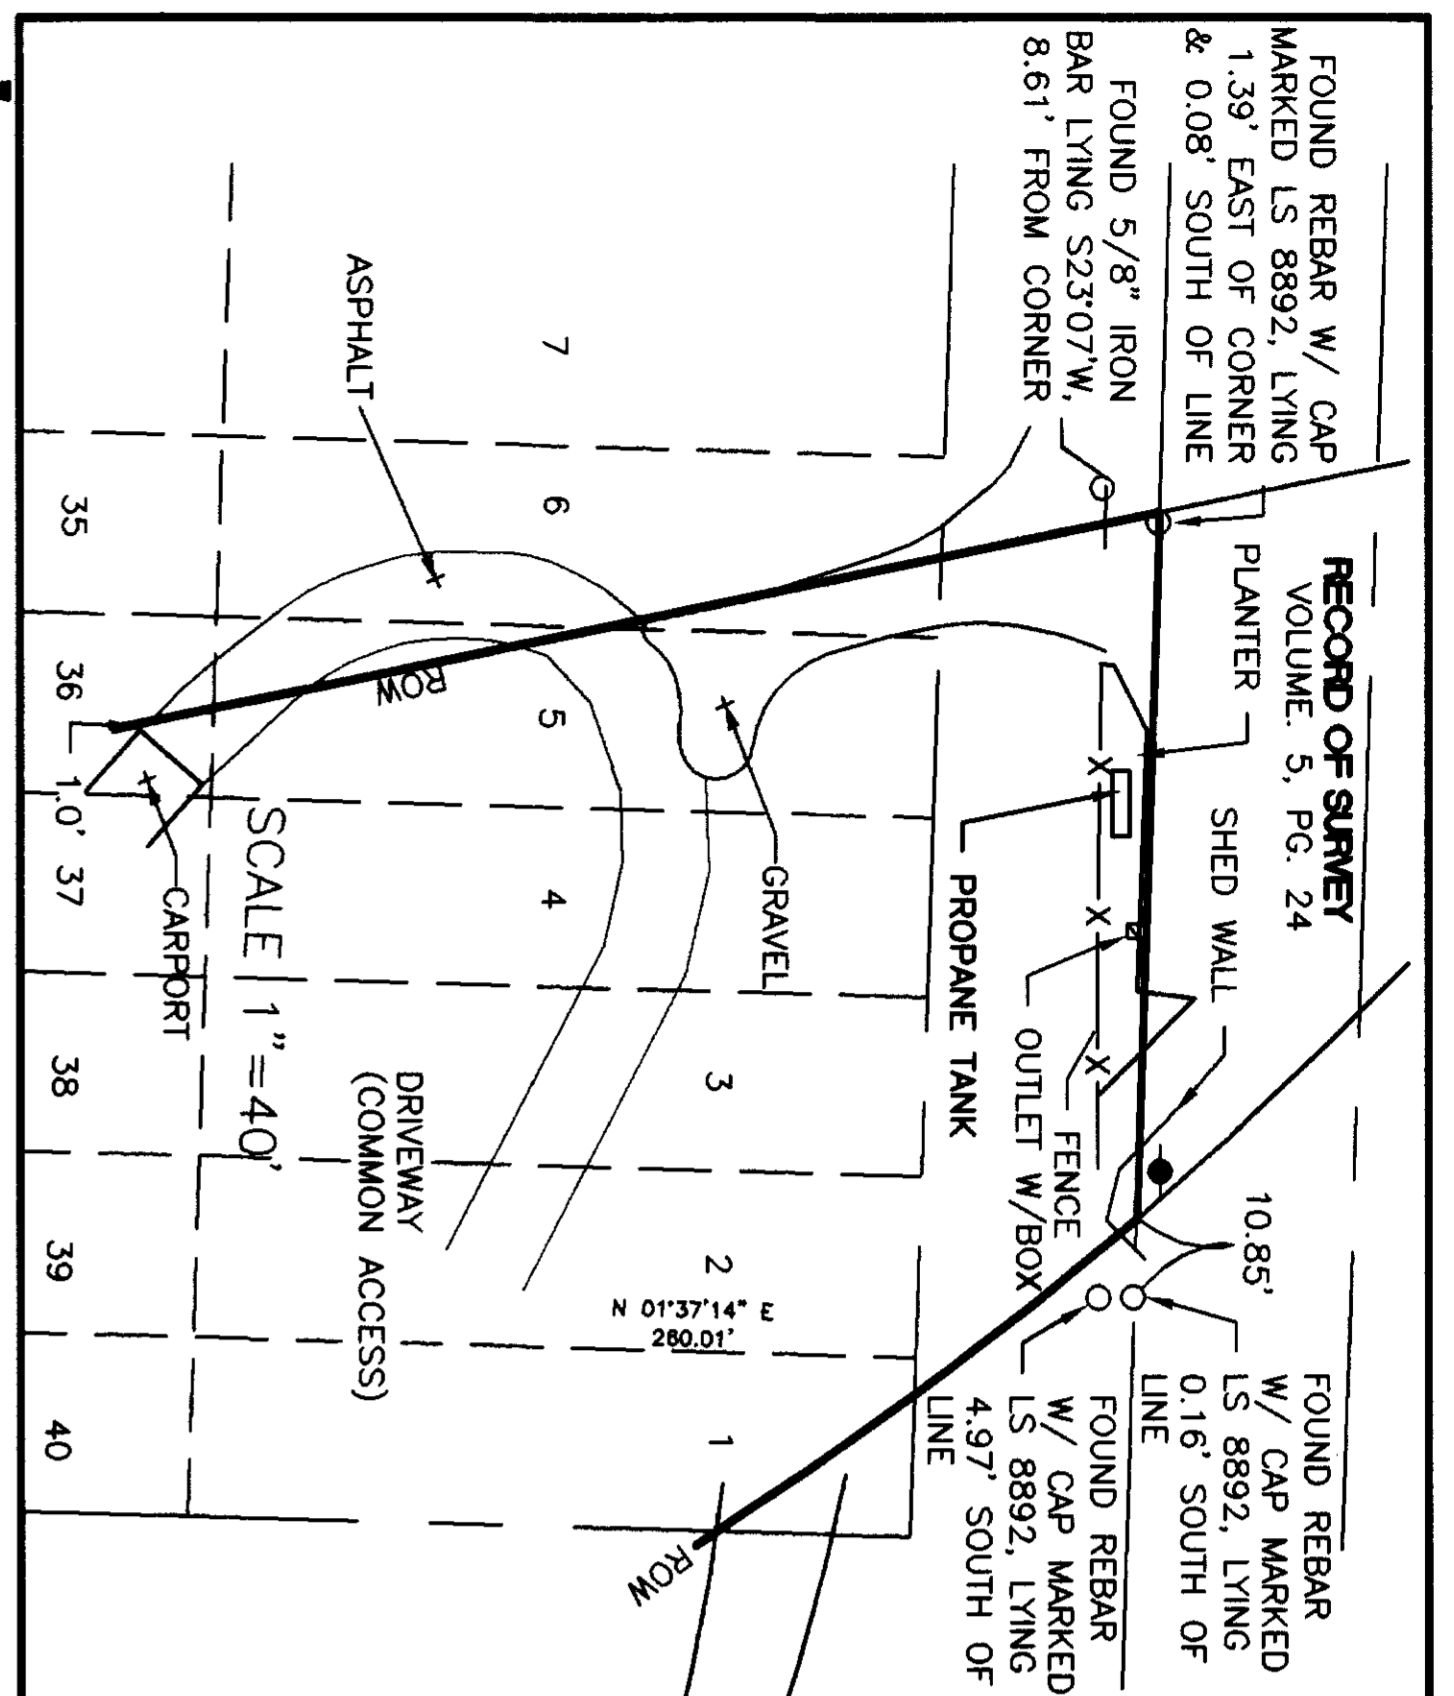 FOUND REBAR W/ CAP
MARKED LS 8892, LYING
1.39' EAST OF CORNER
& 0.08' SOUTH OF LINE
FOUND 5/8" IRON
BAR LYING S23°07'W,
8.61' FROM CORNER
RECORD OF SURVEY
VOLUME. 5, PG. 24
PLANTER
SHED WALL
10.85'
FOUND REBAR
W/ CAP MARKED
LS 8892, LYING
0.16' SOUTH OF
LINE
FOUND REBAR
W/ CAP MARKED
LS 8892, LYING
4.97' SOUTH OF
LINE
X
X
X
FENCE
OUTLET W/BOX
PROPANE TANK
GRAVEL
ASPHALT
7
6
5
4
3
2
1
N 01°37'14" E
260.01'
ROW
ROW
DRIVEWAY
(COMMON ACCESS)
SCALE 1"=40'
CARPORT
1.0'
35
36
37
38
39
40